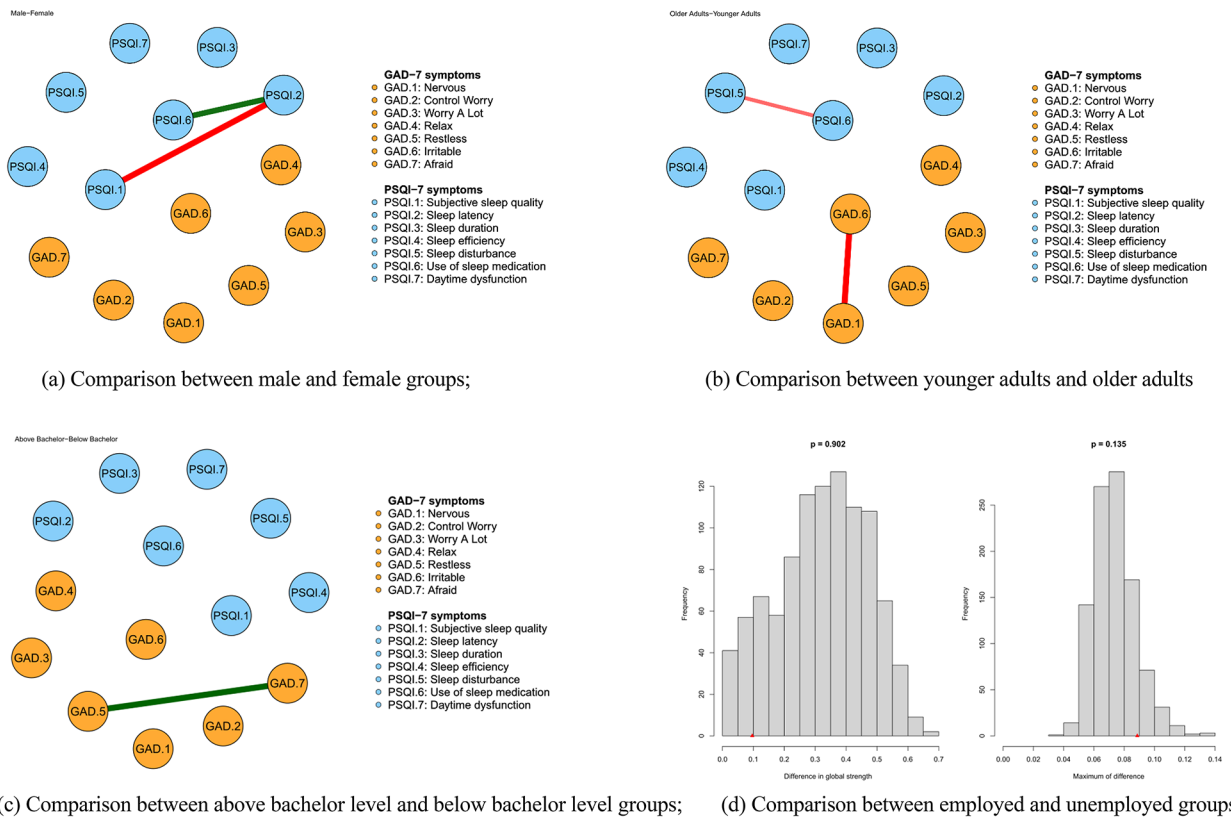 Male−Female
PSQI.7
PSQI.3
PSQI.5
PSQI.2
PSQI.6
PSQI.4
PSQI.1
GAD.4
GAD.6
GAD.3
GAD.7
GAD.5
GAD.2
GAD.1
GAD−7 symptoms
GAD.1: Nervous
GAD.2: Control Worry
GAD.3: Worry A Lot
GAD.4: Relax
GAD.5: Restless
GAD.6: Irritable
GAD.7: Afraid
PSQI−7 symptoms
PSQI.1: Subjective sleep quality
PSQI.2: Sleep latency
PSQI.3: Sleep duration
PSQI.4: Sleep efficiency
PSQI.5: Sleep disturbance
PSQI.6: Use of sleep medication
PSQI.7: Daytime dysfunction
(a) Comparison between male and female groups;
Older Adults−Younger Adults
PSQI.7
PSQI.3
PSQI.5
PSQI.2
PSQI.6
PSQI.4
PSQI.1
GAD.4
GAD.6
GAD.3
GAD.7
GAD.5
GAD.2
GAD.1
GAD−7 symptoms
GAD.1: Nervous
GAD.2: Control Worry
GAD.3: Worry A Lot
GAD.4: Relax
GAD.5: Restless
GAD.6: Irritable
GAD.7: Afraid
PSQI−7 symptoms
PSQI.1: Subjective sleep quality
PSQI.2: Sleep latency
PSQI.3: Sleep duration
PSQI.4: Sleep efficiency
PSQI.5: Sleep disturbance
PSQI.6: Use of sleep medication
PSQI.7: Daytime dysfunction
(b) Comparison between younger adults and older adults
Above Bachelor−Below Bachelor
PSQI.3
PSQI.7
PSQI.2
PSQI.5
PSQI.6
GAD.4
PSQI.4
PSQI.1
GAD.6
GAD.3
GAD.7
GAD.5
GAD.2
GAD.1
GAD−7 symptoms
GAD.1: Nervous
GAD.2: Control Worry
GAD.3: Worry A Lot
GAD.4: Relax
GAD.5: Restless
GAD.6: Irritable
GAD.7: Afraid
PSQI−7 symptoms
PSQI.1: Subjective sleep quality
PSQI.2: Sleep latency
PSQI.3: Sleep duration
PSQI.4: Sleep efficiency
PSQI.5: Sleep disturbance
PSQI.6: Use of sleep medication
PSQI.7: Daytime dysfunction
(c) Comparison between above bachelor level and below bachelor level groups;
p = 0.902
Frequency
0 20 40 60 80 100 120
0.0 0.1 0.2 0.3 0.4 0.5 0.6 0.7
Difference in global strength
p = 0.135
Frequency
0 50 100 150 200 250
0.00 0.02 0.04 0.06 0.08 0.10 0.12 0.14
Maximum of difference
(d) Comparison between employed and unemployed groups